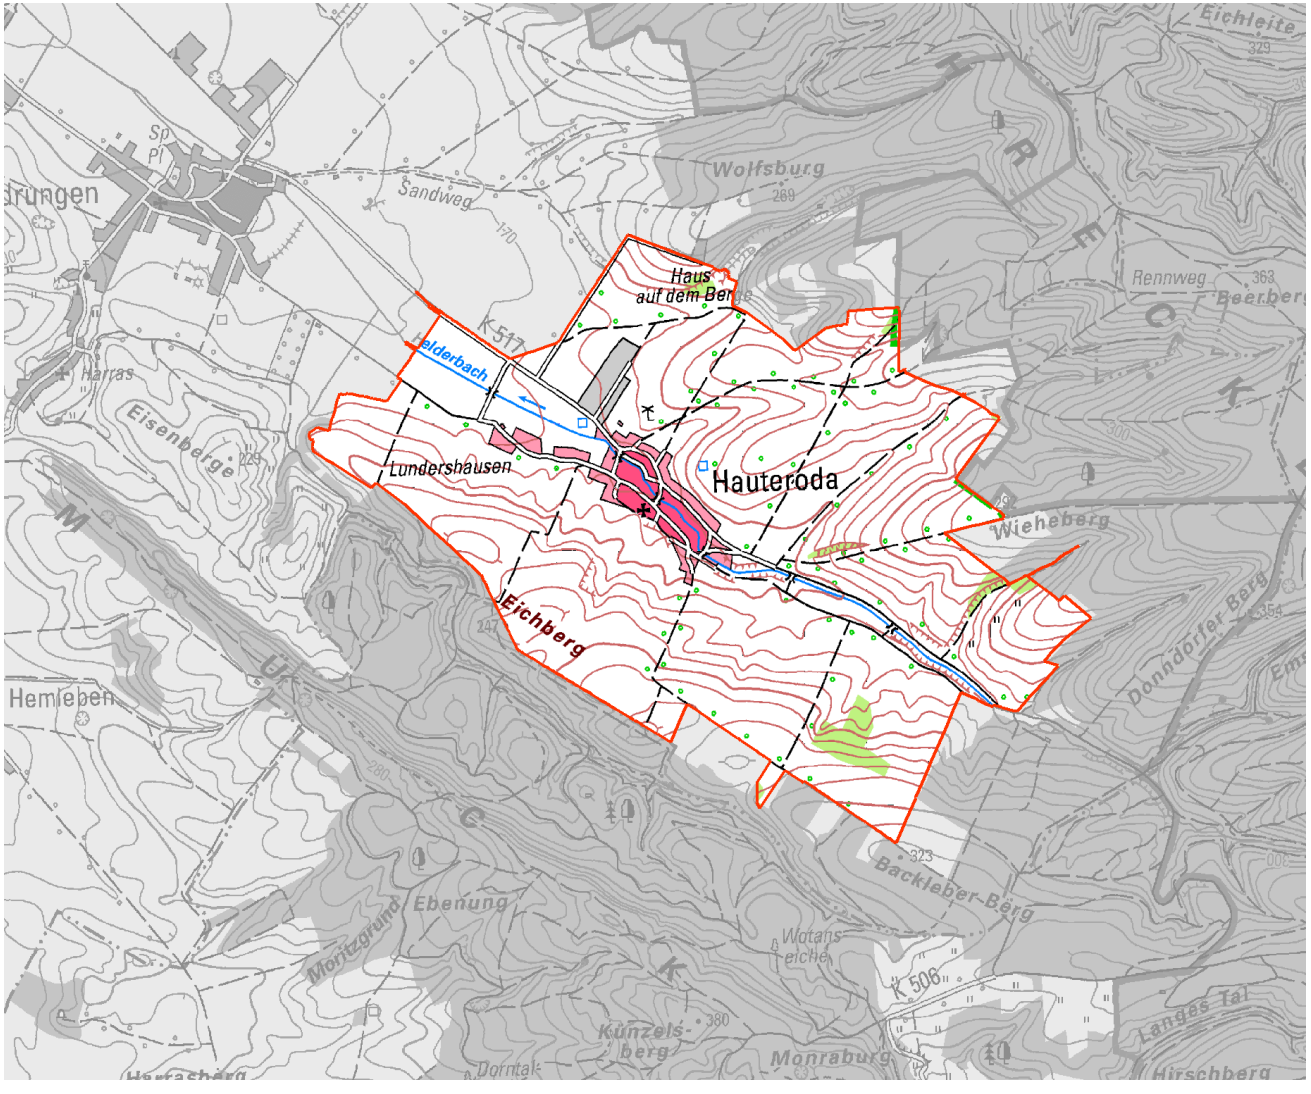 Eichleite
329
H
Sp
Pl
R
Wolfsburg
269
drungen
Sandweg
170
E
Haus
auf dem Berge
Rennweg
363
Beerberg
C
K 517
Helderbach
Harras
K
Eisenberge
229
300
Lundershausen
Hauteroda
M
Wieheberg
Eichberg
247
Donndorfer Berg
354
Ü
Hemleben
280
C
323
Backleber-Berg
300
Ebenung
Moritzgrund
Wotans
eiche
K
K 506
Langes Tal
Künzels-
berg
380
Monraburg
Dorntal-
Harrasberg
Hirschberg